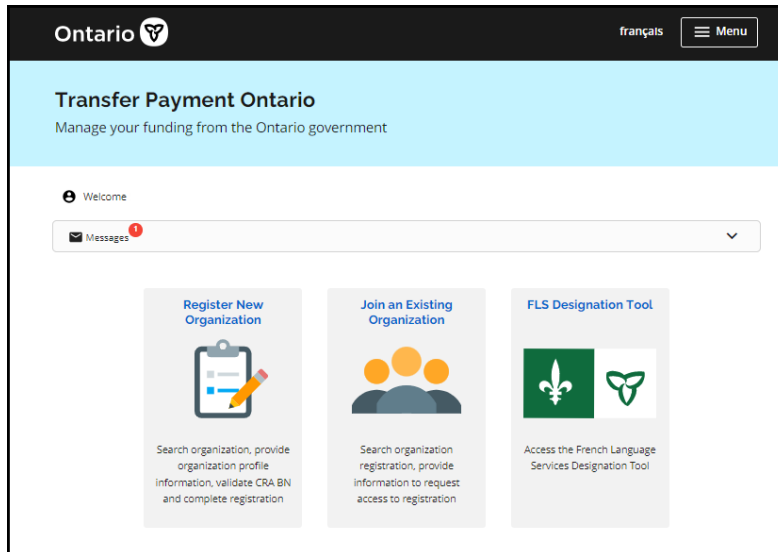 Ontario
français
Menu
Transfer Payment Ontario
Manage your funding from the Ontario government
Welcome
Messages 1
Register New
Organization
Search organization, provide
organization profile
information, validate CRA BN
and complete registration
Join an Existing
Organization
Search organization
registration, provide
information to request
access to registration
FLS Designation Tool
Access the French Language
Services Designation Tool